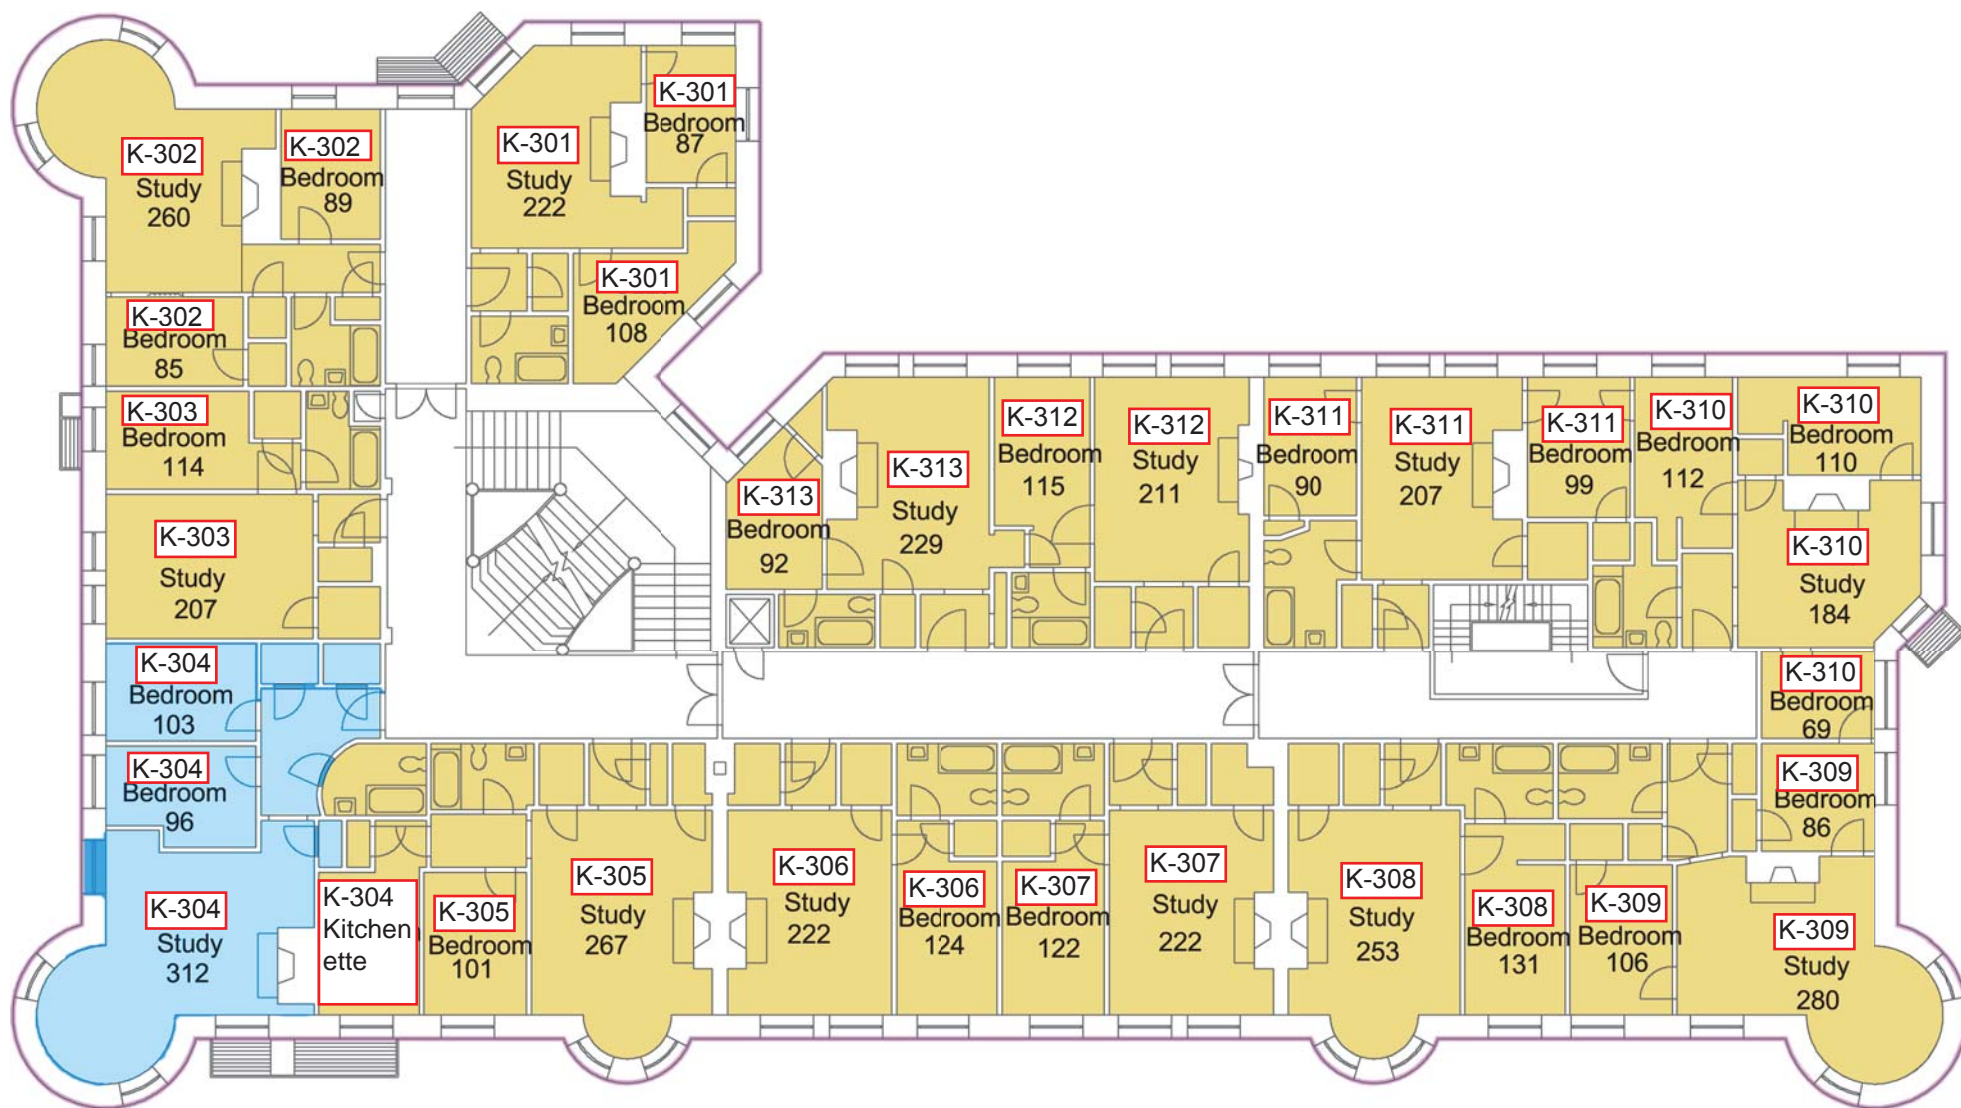 K-301
Bedroom
87
K-301
Study
222
K-302
Study
260
K-302
Bedroom
89
K-301
Bedroom
108
K-302
Bedroom
85
K-303
Bedroom
114
K-303
Study
207
K-313
Bedroom
92
K-313
Study
229
K-312
Bedroom
115
K-312
Study
211
K-311
Bedroom
90
K-311
Study
207
K-311
Bedroom
99
K-310
Bedroom
112
K-310
Bedroom
110
K-310
Study
184
K-310
Bedroom
69
K-304
Bedroom
103
K-304
Bedroom
96
K-304
Study
312
K-304
Kitchen
ette
K-305
Bedroom
101
K-305
Study
267
K-306
Study
222
K-306
Bedroom
124
K-307
Bedroom
122
K-307
Study
222
K-308
Study
253
K-308
Bedroom
131
K-309
Bedroom
106
K-309
Bedroom
86
K-309
Study
280